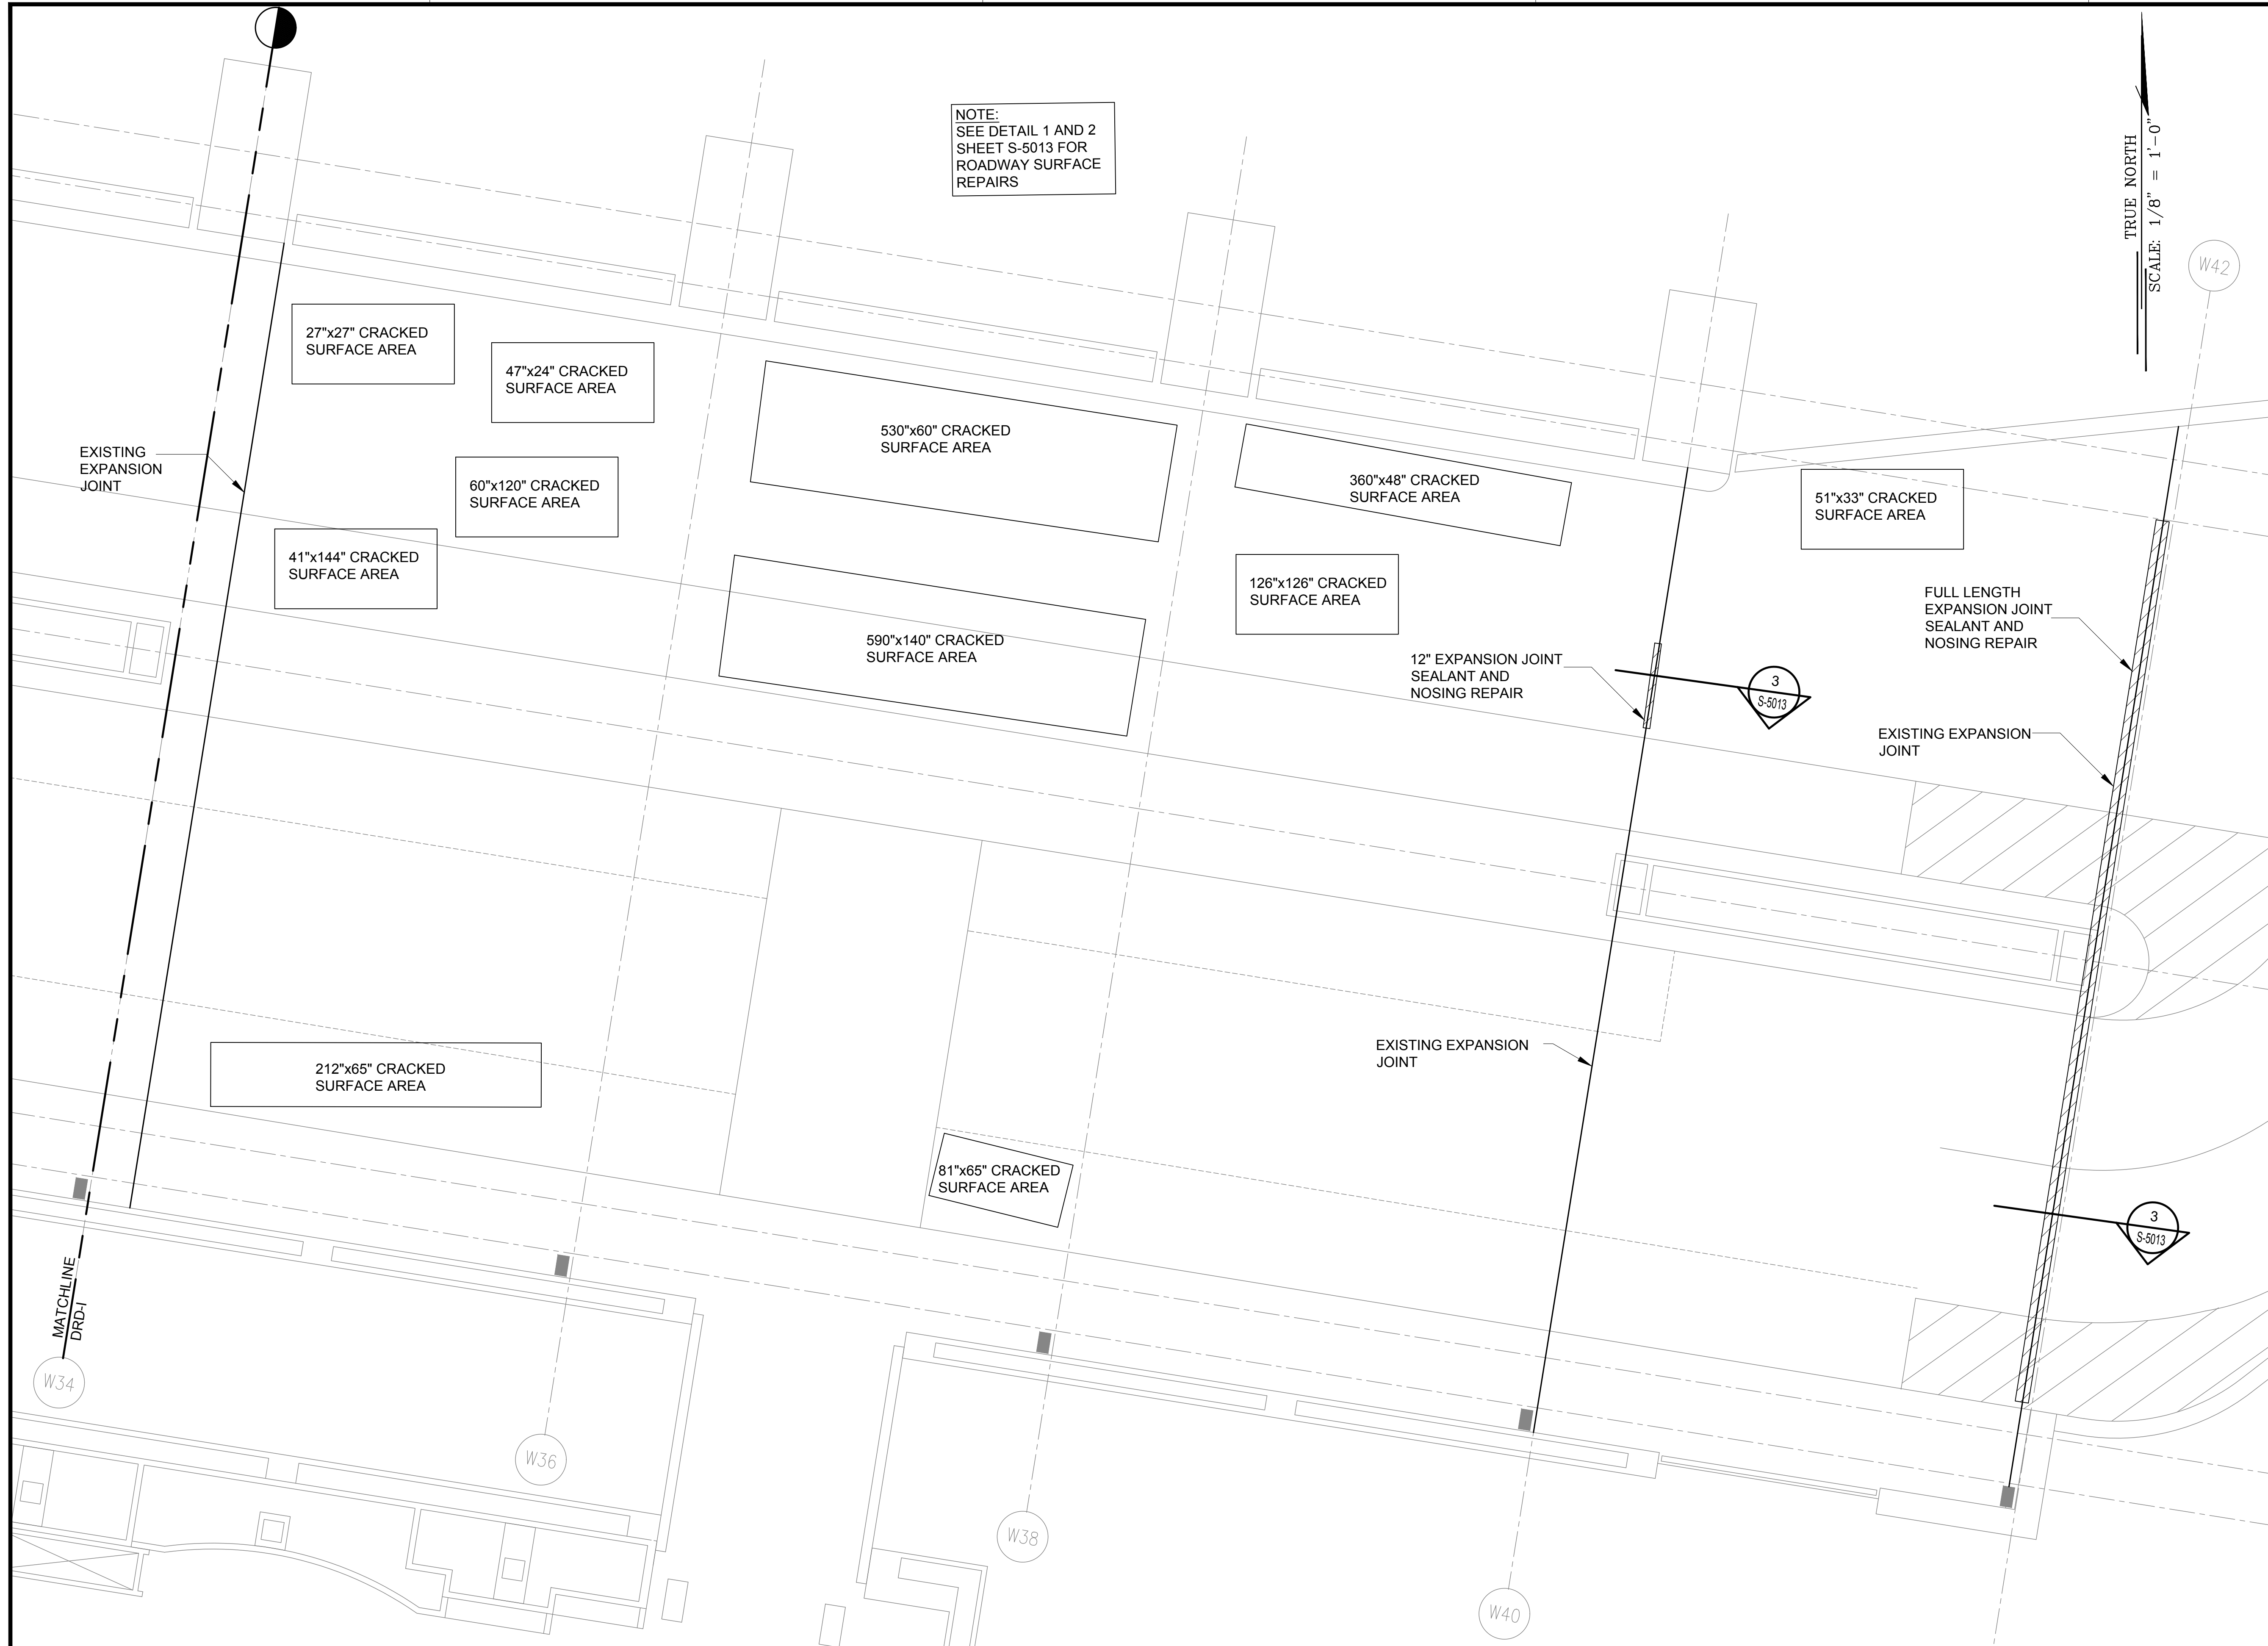 NOTE:
SEE DETAIL 1 AND 2
SHEET S-5013 FOR
ROADWAY SURFACE
REPAIRS
TRUE NORTH
SCALE: 1/8" = 1'-0"
W42
27"x27" CRACKED
SURFACE AREA
47"x24" CRACKED
SURFACE AREA
530"x60" CRACKED
SURFACE AREA
360"x48" CRACKED
SURFACE AREA
51"x33" CRACKED
SURFACE AREA
EXISTING
EXPANSION
JOINT
60"x120" CRACKED
SURFACE AREA
41"x144" CRACKED
SURFACE AREA
590"x140" CRACKED
SURFACE AREA
126"x126" CRACKED
SURFACE AREA
FULL LENGTH
EXPANSION JOINT
SEALANT AND
NOSING REPAIR
12" EXPANSION JOINT
SEALANT AND
NOSING REPAIR
3
S-5013
EXISTING EXPANSION
JOINT
212"x65" CRACKED
SURFACE AREA
EXISTING EXPANSION
JOINT
81"x65" CRACKED
SURFACE AREA
3
S-5013
MATCHLINE
DRD-I
W34
W36
W38
W40